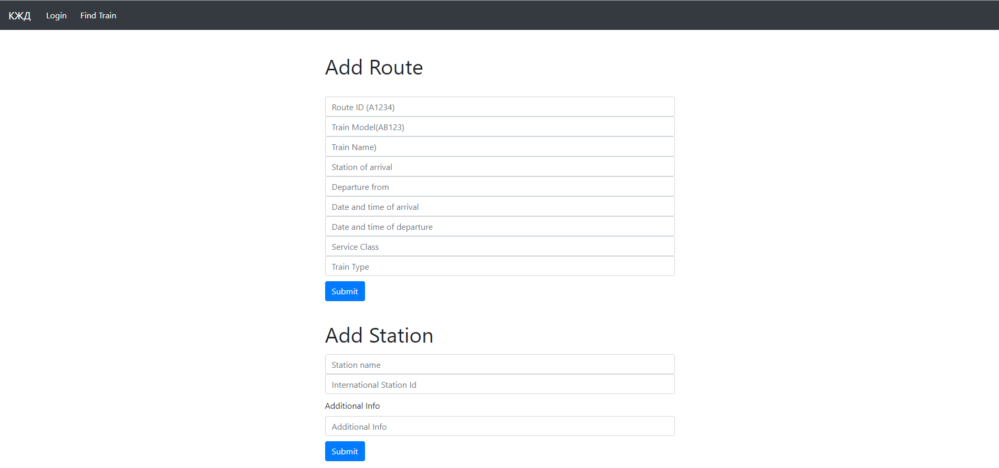 КЖД Login Find Train
Add Route
Route ID (A1234)
Train Model(AB123)
Train Name)
Station of arrival
Departure from
Date and time of arrival
Date and time of departure
Service Class
Train Type
Submit
Add Station
Station name
International Station Id
Additional Info
Additional Info
Submit